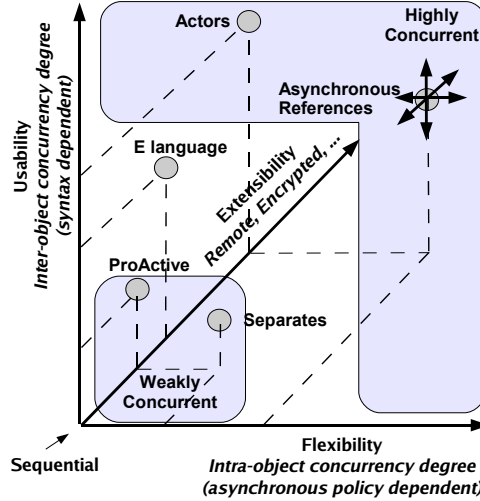 Actors
Highly
Concurrent
Asynchronous
References
Usability
Inter-object concurrency degree
(syntax dependent)
E language
Extensibility
Remote, Encrypted, ...
ProActive
Separates
Weakly
Concurrent
Sequential
Flexibility
Intra-object concurrency degree
(asynchronous policy dependent)